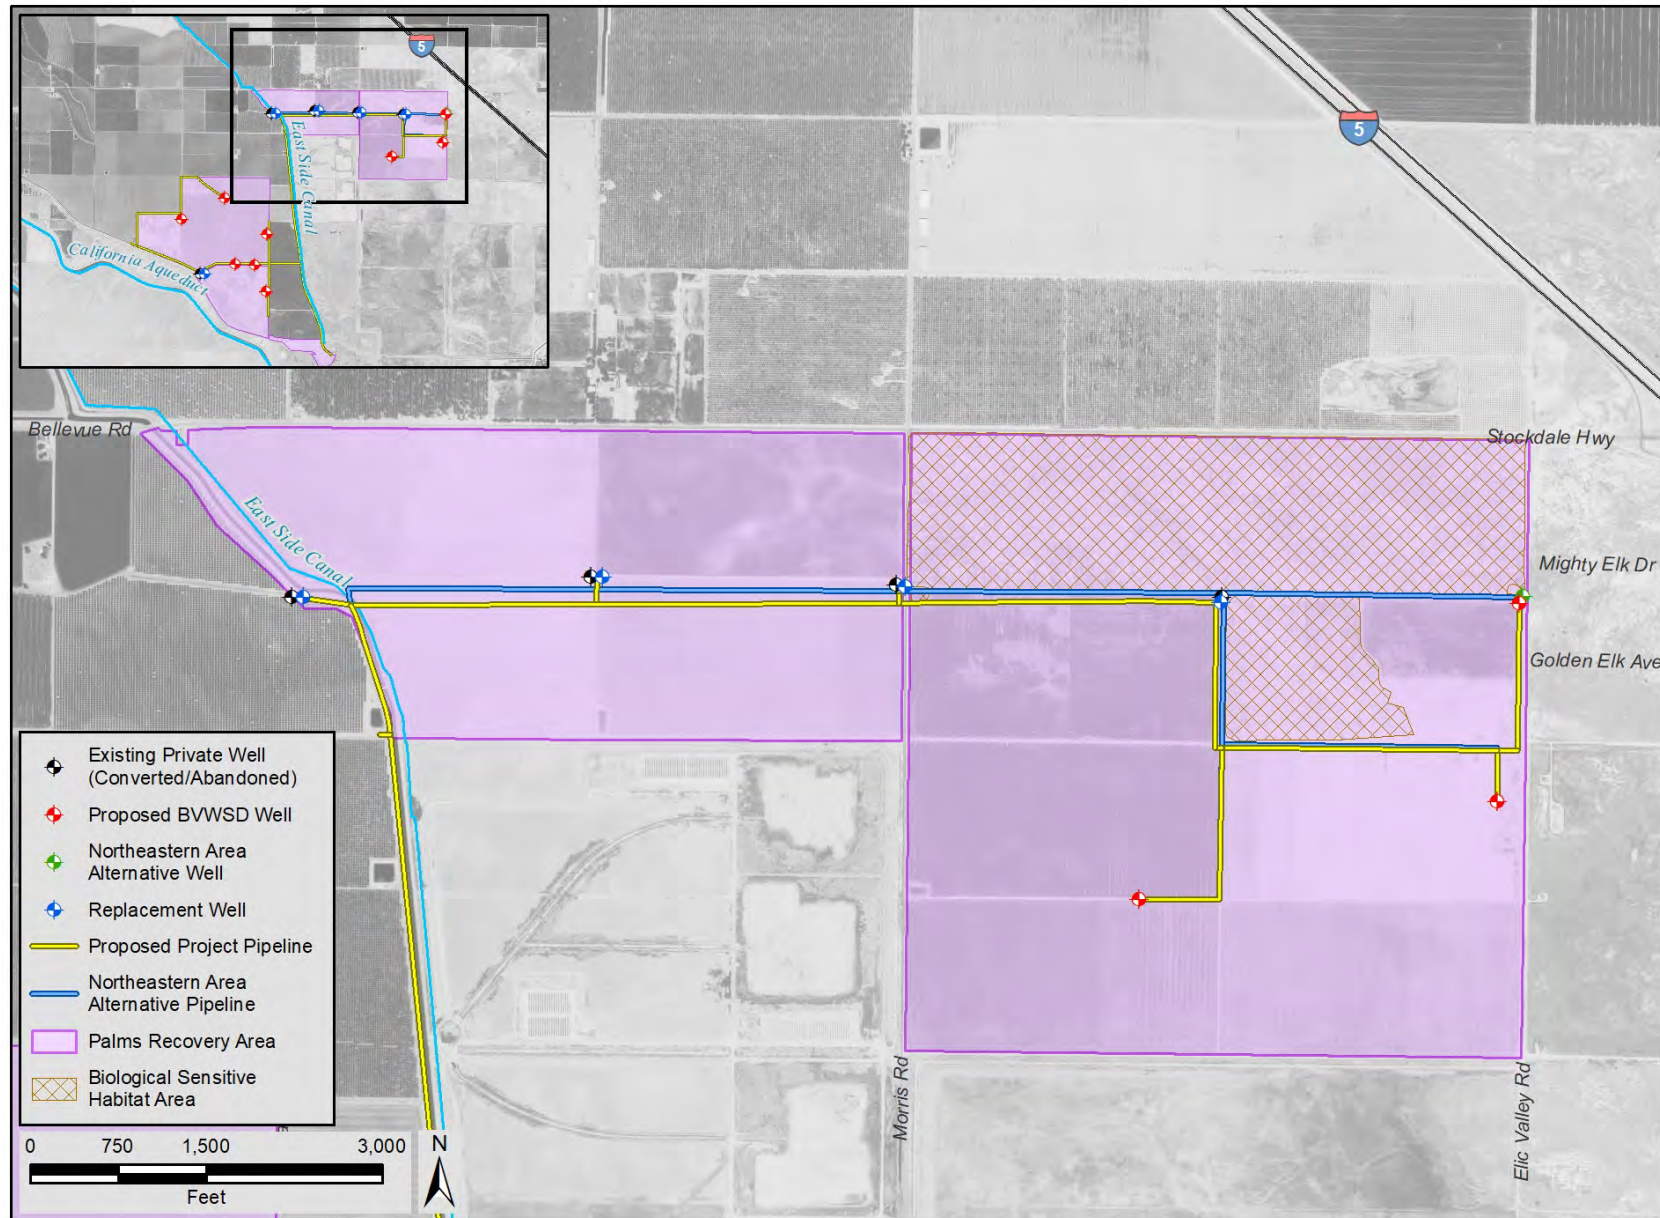 5
East Side Canal
California Aqueduct
5
Bellevue Rd
Stockdale Hwy
East Side Canal
Mighty Elk Dr
Golden Elk Ave
Existing Private Well
(Converted/Abandoned)
Proposed BVWSD Well
Northeastern Area
Alternative Well
Replacement Well
Proposed Project Pipeline
Northeastern Area
Alternative Pipeline
Palms Recovery Area
Biological Sensitive
Habitat Area
Morris Rd
Elic Valley Rd
0 750 1,500 3,000
Feet
N